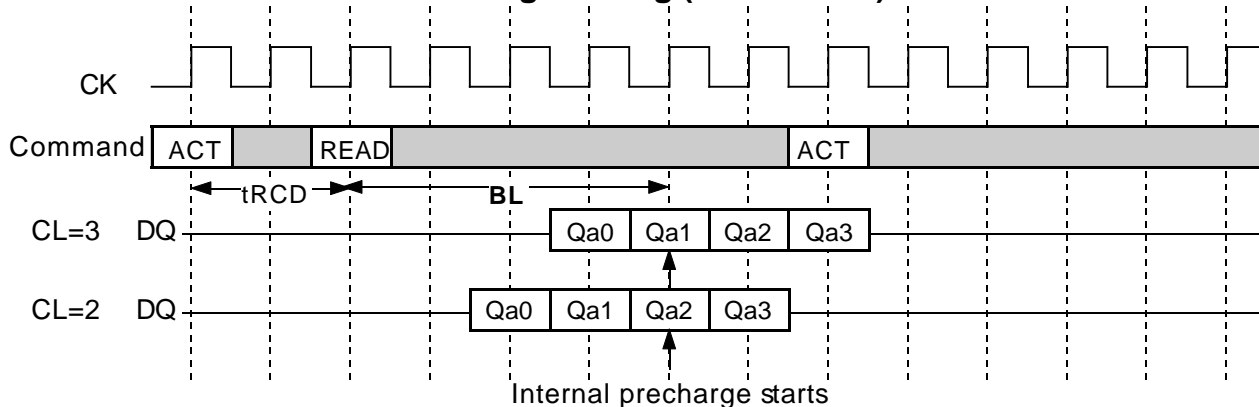 CK
Command ACT READ ACT
tRCD BL
CL=3 DQ Qa0 Qa1 Qa2 Qa3
CL=2 DQ Qa0 Qa1 Qa2 Qa3
Internal precharge starts